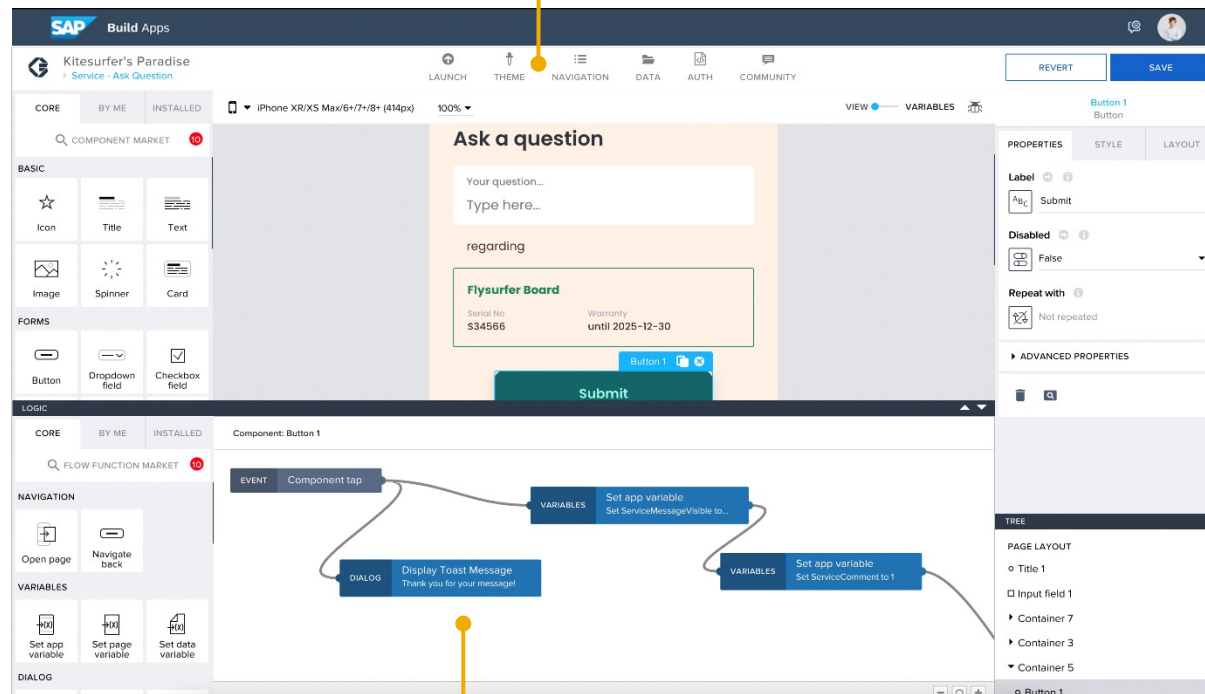 SAP Build Apps
Kitesurfer's Paradise
Service - Ask Question
LAUNCH THEME NAVIGATION DATA AUTH COMMUNITY
REVERT SAVE
CORE BY ME INSTALLED
iPhone XR/XS Max/6+/7+/8+ (414px) 100%
VIEW VARIABLES
Button 1
Button
COMPONENT MARKET 10
PROPERTIES STYLE LAYOUT
BASIC
Icon Title Text
Image Spinner Card
FORMS
Button Dropdown field Checkbox field
Ask a question
Your question...
Type here...
regarding
Flysurfer Board
Serial No Warranty
S34566 until 2025-12-30
Button 1
Submit
Label
ABC Submit
Disabled
False
Repeat with
Not repeated
ADVANCED PROPERTIES
LOGIC
CORE BY ME INSTALLED
Component: Button 1
FLOW FUNCTION MARKET 10
NAVIGATION
Open page Navigate back
VARIABLES
Set app variable Set page variable Set data variable
DIALOG
EVENT Component tap
VARIABLES Set app variable
Set ServiceMessageVisible to...
DIALOG Display Toast Message
Thank you for your message!
VARIABLES Set app variable
Set ServiceComment to 1
TREE
PAGE LAYOUT
Title 1
Input field 1
Container 7
Container 3
Container 5
Button 1